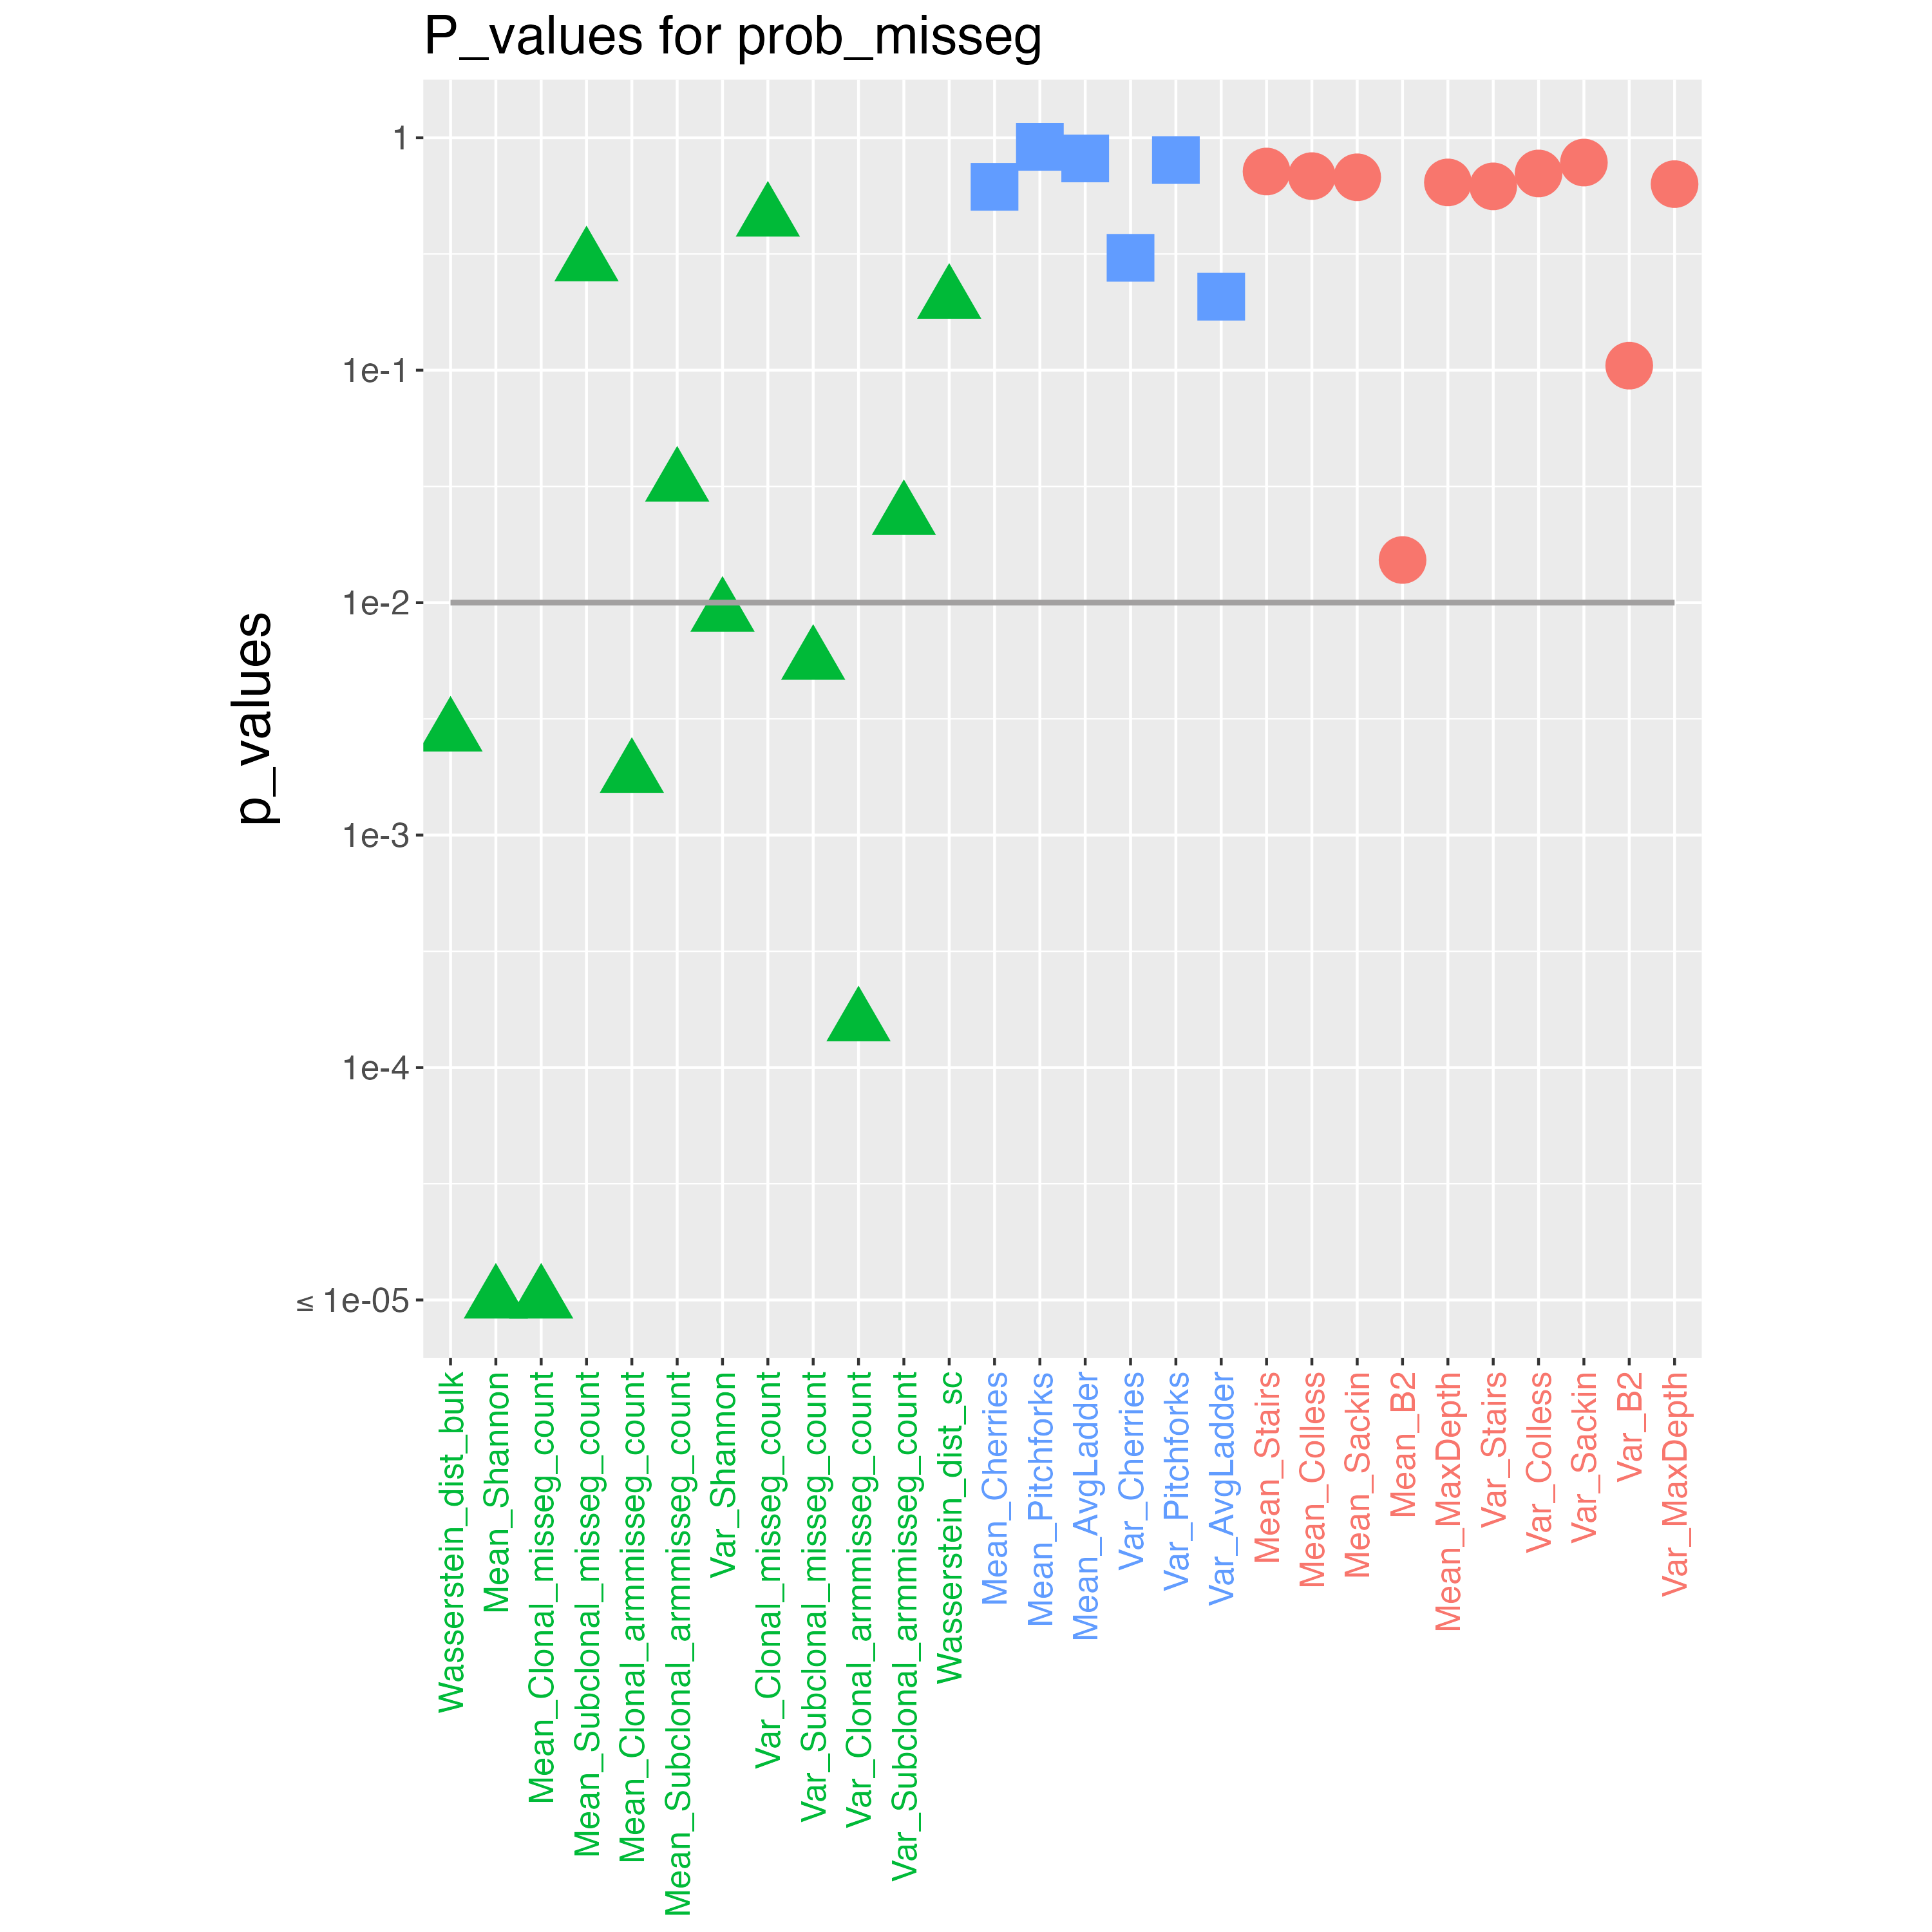 P_values for prob_misseg
p_values
1
1e-1
1e-2
1e-3
1e-4
≤ 1e-05
Wasserstein_dist_bulk
Mean_Shannon
Mean_Clonal_misseg_count
Mean_Subclonal_misseg_count
Mean_Clonal_armmisseg_count
Mean_Subclonal_armmisseg_count
Var_Shannon
Var_Clonal_misseg_count
Var_Subclonal_misseg_count
Var_Clonal_armmisseg_count
Var_Subclonal_armmisseg_count
Wasserstein_dist_sc
Mean_Cherries
Mean_Pitchforks
Mean_AvgLadder
Var_Cherries
Var_Pitchforks
Var_AvgLadder
Mean_Stairs
Mean_Colless
Mean_Sackin
Mean_B2
Mean_MaxDepth
Var_Stairs
Var_Colless
Var_Sackin
Var_B2
Var_MaxDepth